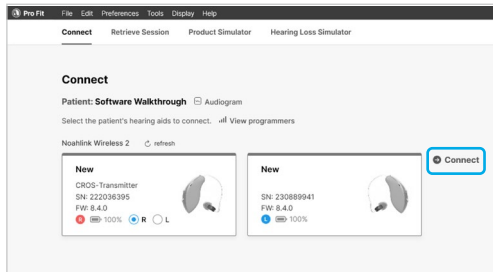 Pro Fit File Edit Preferences Tools Display Help
Connect Retrieve Session Product Simulator Hearing Loss Simulator
Connect
Patient: Software Walkthrough Audiogram
Select the patient's hearing aids to connect. View programmers
Noahlink Wireless 2 refresh
New
CROS-Transmitter
SN: 222036395
FW: 8.4.0
R 100% R L
New
SN: 230889941
FW: 8.4.0
L 100%
Connect